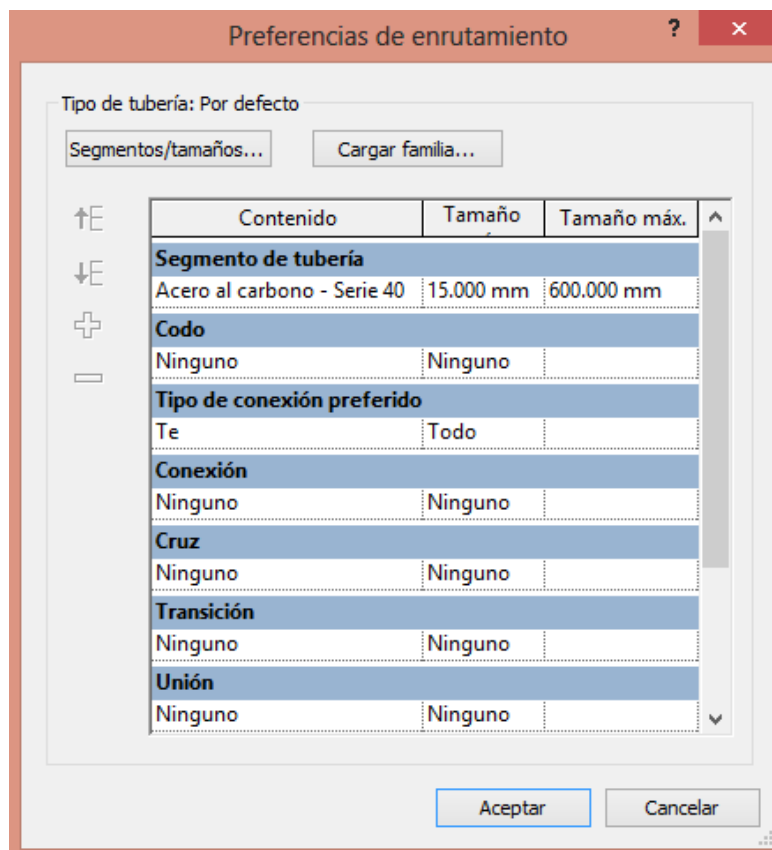 Preferencias de enrutamiento
?
Tipo de tubería: Por defecto
Segmentos/tamaños... Cargar familia...
Contenido Tamaño Tamaño máx.
Segmento de tubería
Acero al carbono - Serie 40 15.000 mm 600.000 mm
Codo
Ninguno Ninguno
Tipo de conexión preferido
Te Todo
Conexión
Ninguno Ninguno
Cruz
Ninguno Ninguno
Transición
Ninguno Ninguno
Unión
Ninguno Ninguno
Aceptar Cancelar